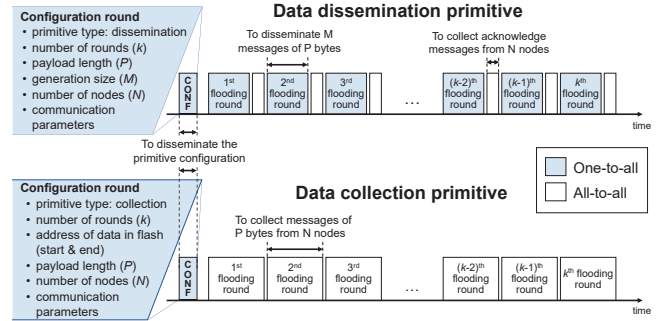 Data dissemination primitive
Configuration round
• primitive type: dissemination
• number of rounds (k)
• payload length (P)
• generation size (M)
• number of nodes (N)
• communication
parameters
To disseminate M
messages of P bytes
To collect acknowledge
messages from N nodes
CONF
1st flooding round
2nd flooding round
3rd flooding round
...
(k-2)th flooding round
(k-1)th flooding round
kth flooding round
time
To disseminate the
primitive configuration
One-to-all
All-to-all
Data collection primitive
Configuration round
• primitive type: collection
• number of rounds (k)
• address of data in flash
(start & end)
• payload length (P)
• number of nodes (N)
• communication
parameters
To collect messages of
P bytes from N nodes
CONF
1st flooding round
2nd flooding round
3rd flooding round
...
(k-2)th flooding round
(k-1)th flooding round
kth flooding round
time